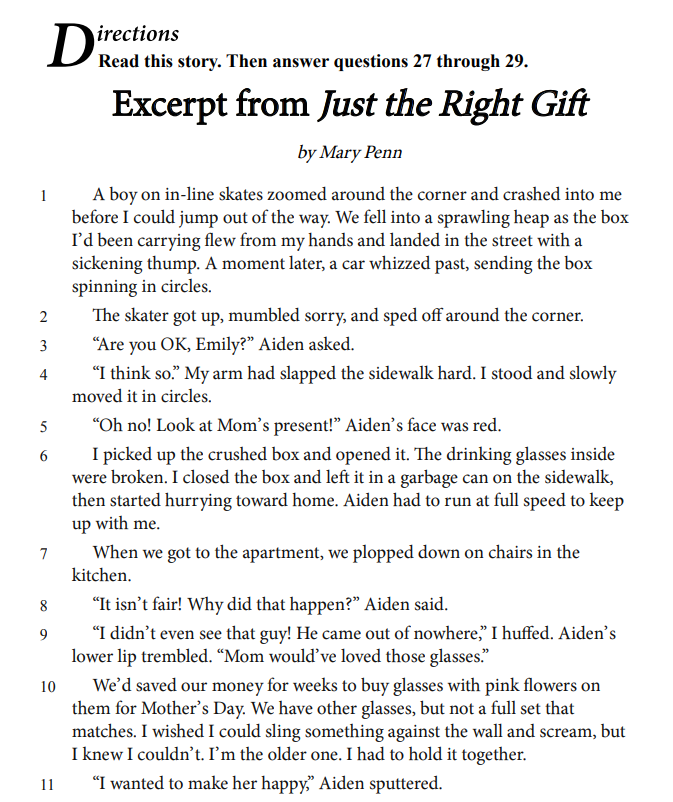 Directions
Read this story. Then answer questions 27 through 29.
Excerpt from Just the Right Gift
by Mary Penn
1 A boy on in-line skates zoomed around the corner and crashed into me
before I could jump out of the way. We fell into a sprawling heap as the box
I’d been carrying flew from my hands and landed in the street with a
sickening thump. A moment later, a car whizzed past, sending the box
spinning in circles.
2 The skater got up, mumbled sorry, and sped off around the corner.
3 “Are you OK, Emily?” Aiden asked.
4 “I think so.” My arm had slapped the sidewalk hard. I stood and slowly
moved it in circles.
5 “Oh no! Look at Mom’s present!” Aiden’s face was red.
6 I picked up the crushed box and opened it. The drinking glasses inside
were broken. I closed the box and left it in a garbage can on the sidewalk,
then started hurrying toward home. Aiden had to run at full speed to keep
up with me.
7 When we got to the apartment, we plopped down on chairs in the
kitchen.
8 “It isn’t fair! Why did that happen?” Aiden said.
9 “I didn’t even see that guy! He came out of nowhere,” I huffed. Aiden’s
lower lip trembled. “Mom would’ve loved those glasses.”
10 We’d saved our money for weeks to buy glasses with pink flowers on
them for Mother’s Day. We have other glasses, but not a full set that
matches. I wished I could sling something against the wall and scream, but
I knew I couldn’t. I’m the older one. I had to hold it together.
11 “I wanted to make her happy,” Aiden sputtered.